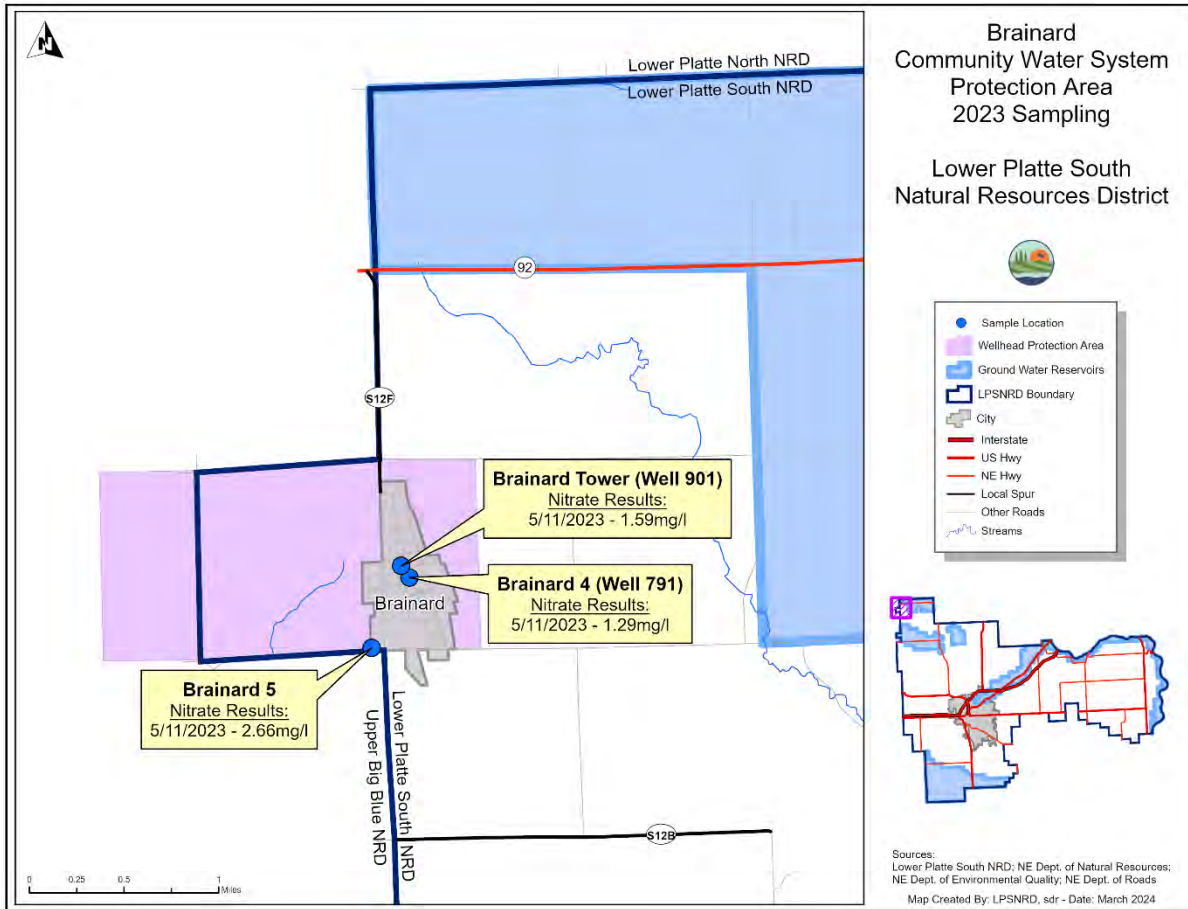 N
Lower Platte North NRD
Lower Platte South NRD
92
S12F
Brainard Tower (Well 901)
Nitrate Results:
5/11/2023 - 1.59mg/l
Brainard 4 (Well 791)
Nitrate Results:
5/11/2023 - 1.29mg/l
Brainard
Brainard 5
Nitrate Results:
5/11/2023 - 2.66mg/l
Lower Platte South NRD
Upper Big Blue NRD
S12B
0 0.25 0.5 1
Miles
Brainard
Community Water System
Protection Area
2023 Sampling
Lower Platte South
Natural Resources District
Sample Location
Wellhead Protection Area
Ground Water Reservoirs
LPSNRD Boundary
City
Interstate
US Hwy
NE Hwy
Local Spur
Other Roads
Streams
Sources:
Lower Platte South NRD; NE Dept. of Natural Resources;
NE Dept. of Environmental Quality; NE Dept. of Roads
Map Created By: LPSNRD, sdr - Date: March 2024